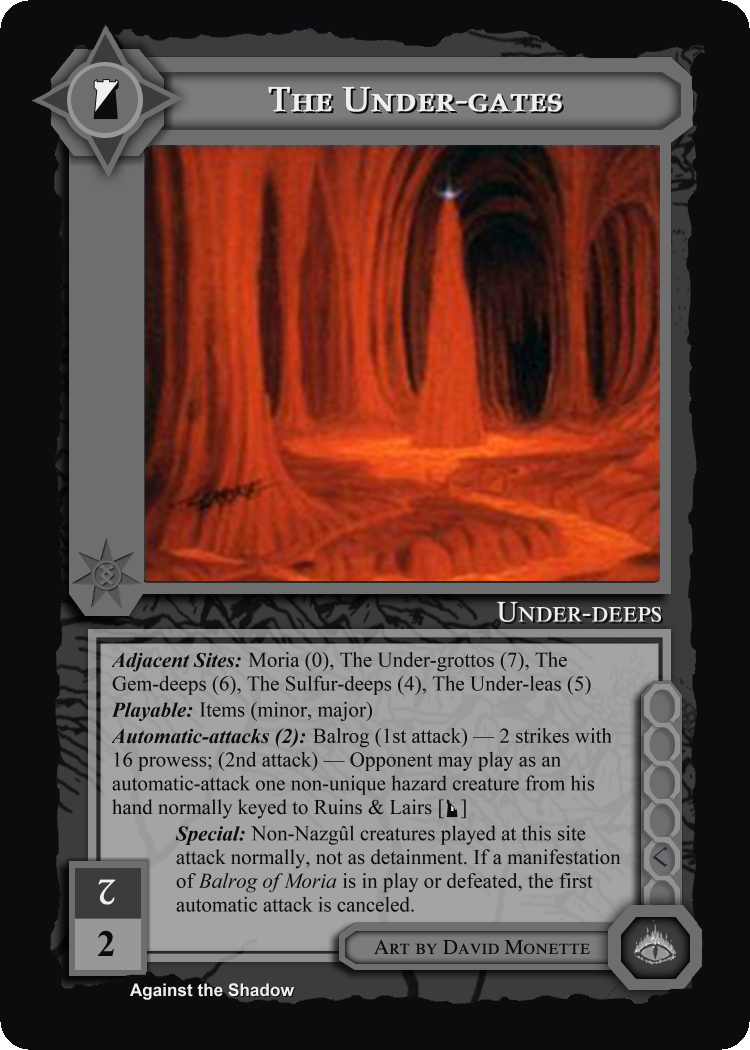 The Under-gates
Under-deeps
Adjacent Sites: Moria (0), The Under-grottos (7), The
Gem-deeps (6), The Sulfur-deeps (4), The Under-leas (5)
Playable: Items (minor, major)
Automatic-attacks (2): Balrog (1st attack) — 2 strikes with
16 prowess; (2nd attack) — Opponent may play as an
automatic-attack one non-unique hazard creature from his
hand normally keyed to Ruins & Lairs [ ]
Special: Non-Nazgûl creatures played at this site
attack normally, not as detainment. If a manifestation
of Balrog of Moria is in play or defeated, the first
automatic attack is canceled.
2
2
Art by David Monette
Against the Shadow